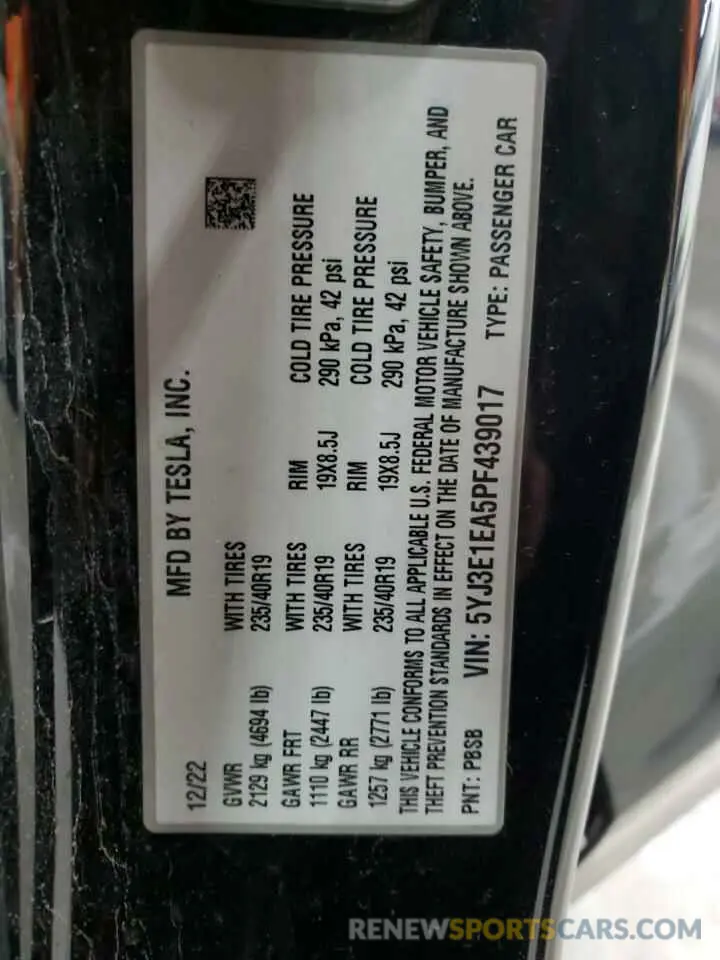 12/22 MFD BY TESLA, INC.
GVWR WITH TIRES
2129 kg (4694 lb) 235/40R19
GAWR FRT WITH TIRES RIM COLD TIRE PRESSURE
1110 kg (2447 lb) 235/40R19 19X8.5J 290 kPa, 42 psi
GAWR RR WITH TIRES RIM COLD TIRE PRESSURE
1257 kg (2771 lb) 235/40R19 19X8.5J 290 kPa, 42 psi
THIS VEHICLE CONFORMS TO ALL APPLICABLE U.S. FEDERAL MOTOR VEHICLE SAFETY, BUMPER, AND
THEFT PREVENTION STANDARDS IN EFFECT ON THE DATE OF MANUFACTURE SHOWN ABOVE.
PNT: PBSB VIN: 5YJ3E1EA5PF439017 TYPE: PASSENGER CAR
RENEWSPORTSCARS.COM